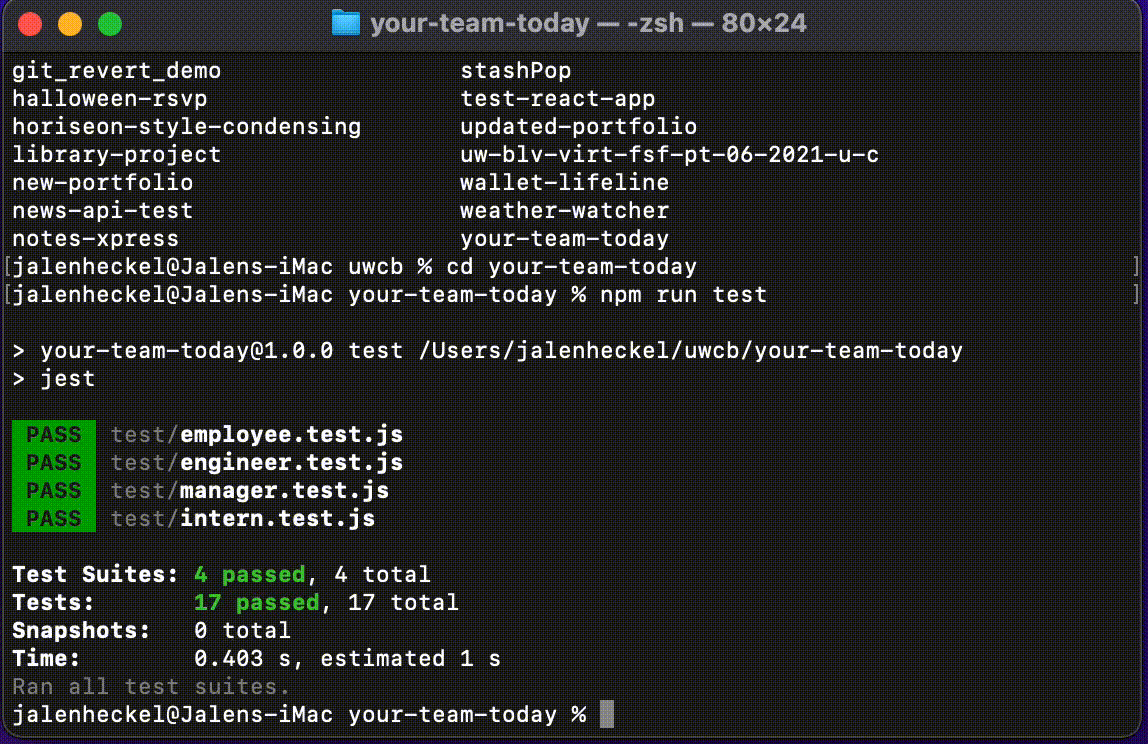 your-team-today — -zsh — 80×24
git_revert_demo stashPop
halloween-rsvp test-react-app
horiseon-style-condensing updated-portfolio
library-project uw-blv-virt-fsf-pt-06-2021-u-c
new-portfolio wallet-lifeline
news-api-test weather-watcher
notes-xpress your-team-today
[jalenheckel@Jalens-iMac uwcb % cd your-team-today ]
[jalenheckel@Jalens-iMac your-team-today % npm run test ]
> your-team-today@1.0.0 test /Users/jalenheckel/uwcb/your-team-today
> jest
PASS test/employee.test.js
PASS test/engineer.test.js
PASS test/manager.test.js
PASS test/intern.test.js
Test Suites: 4 passed, 4 total
Tests: 17 passed, 17 total
Snapshots: 0 total
Time: 0.403 s, estimated 1 s
Ran all test suites.
jalenheckel@Jalens-iMac your-team-today %